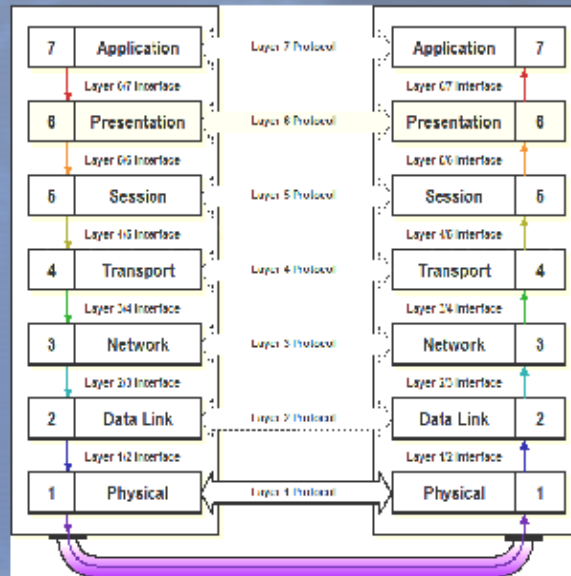 7 Application Layer 7 Protocol Application 7
Layer 6/7 Interface Layer 6/7 Interface
6 Presentation Layer 6 Protocol Presentation 6
Layer 5/6 Interface Layer 5/6 Interface
5 Session Layer 5 Protocol Session 5
Layer 4/5 Interface Layer 4/5 Interface
4 Transport Layer 4 Protocol Transport 4
Layer 3/4 Interface Layer 3/4 Interface
3 Network Layer 3 Protocol Network 3
Layer 2/3 Interface Layer 2/3 Interface
2 Data Link Layer 2 Protocol Data Link 2
Layer 1/2 Interface Layer 1/2 Interface
1 Physical Layer 1 Protocol Physical 1